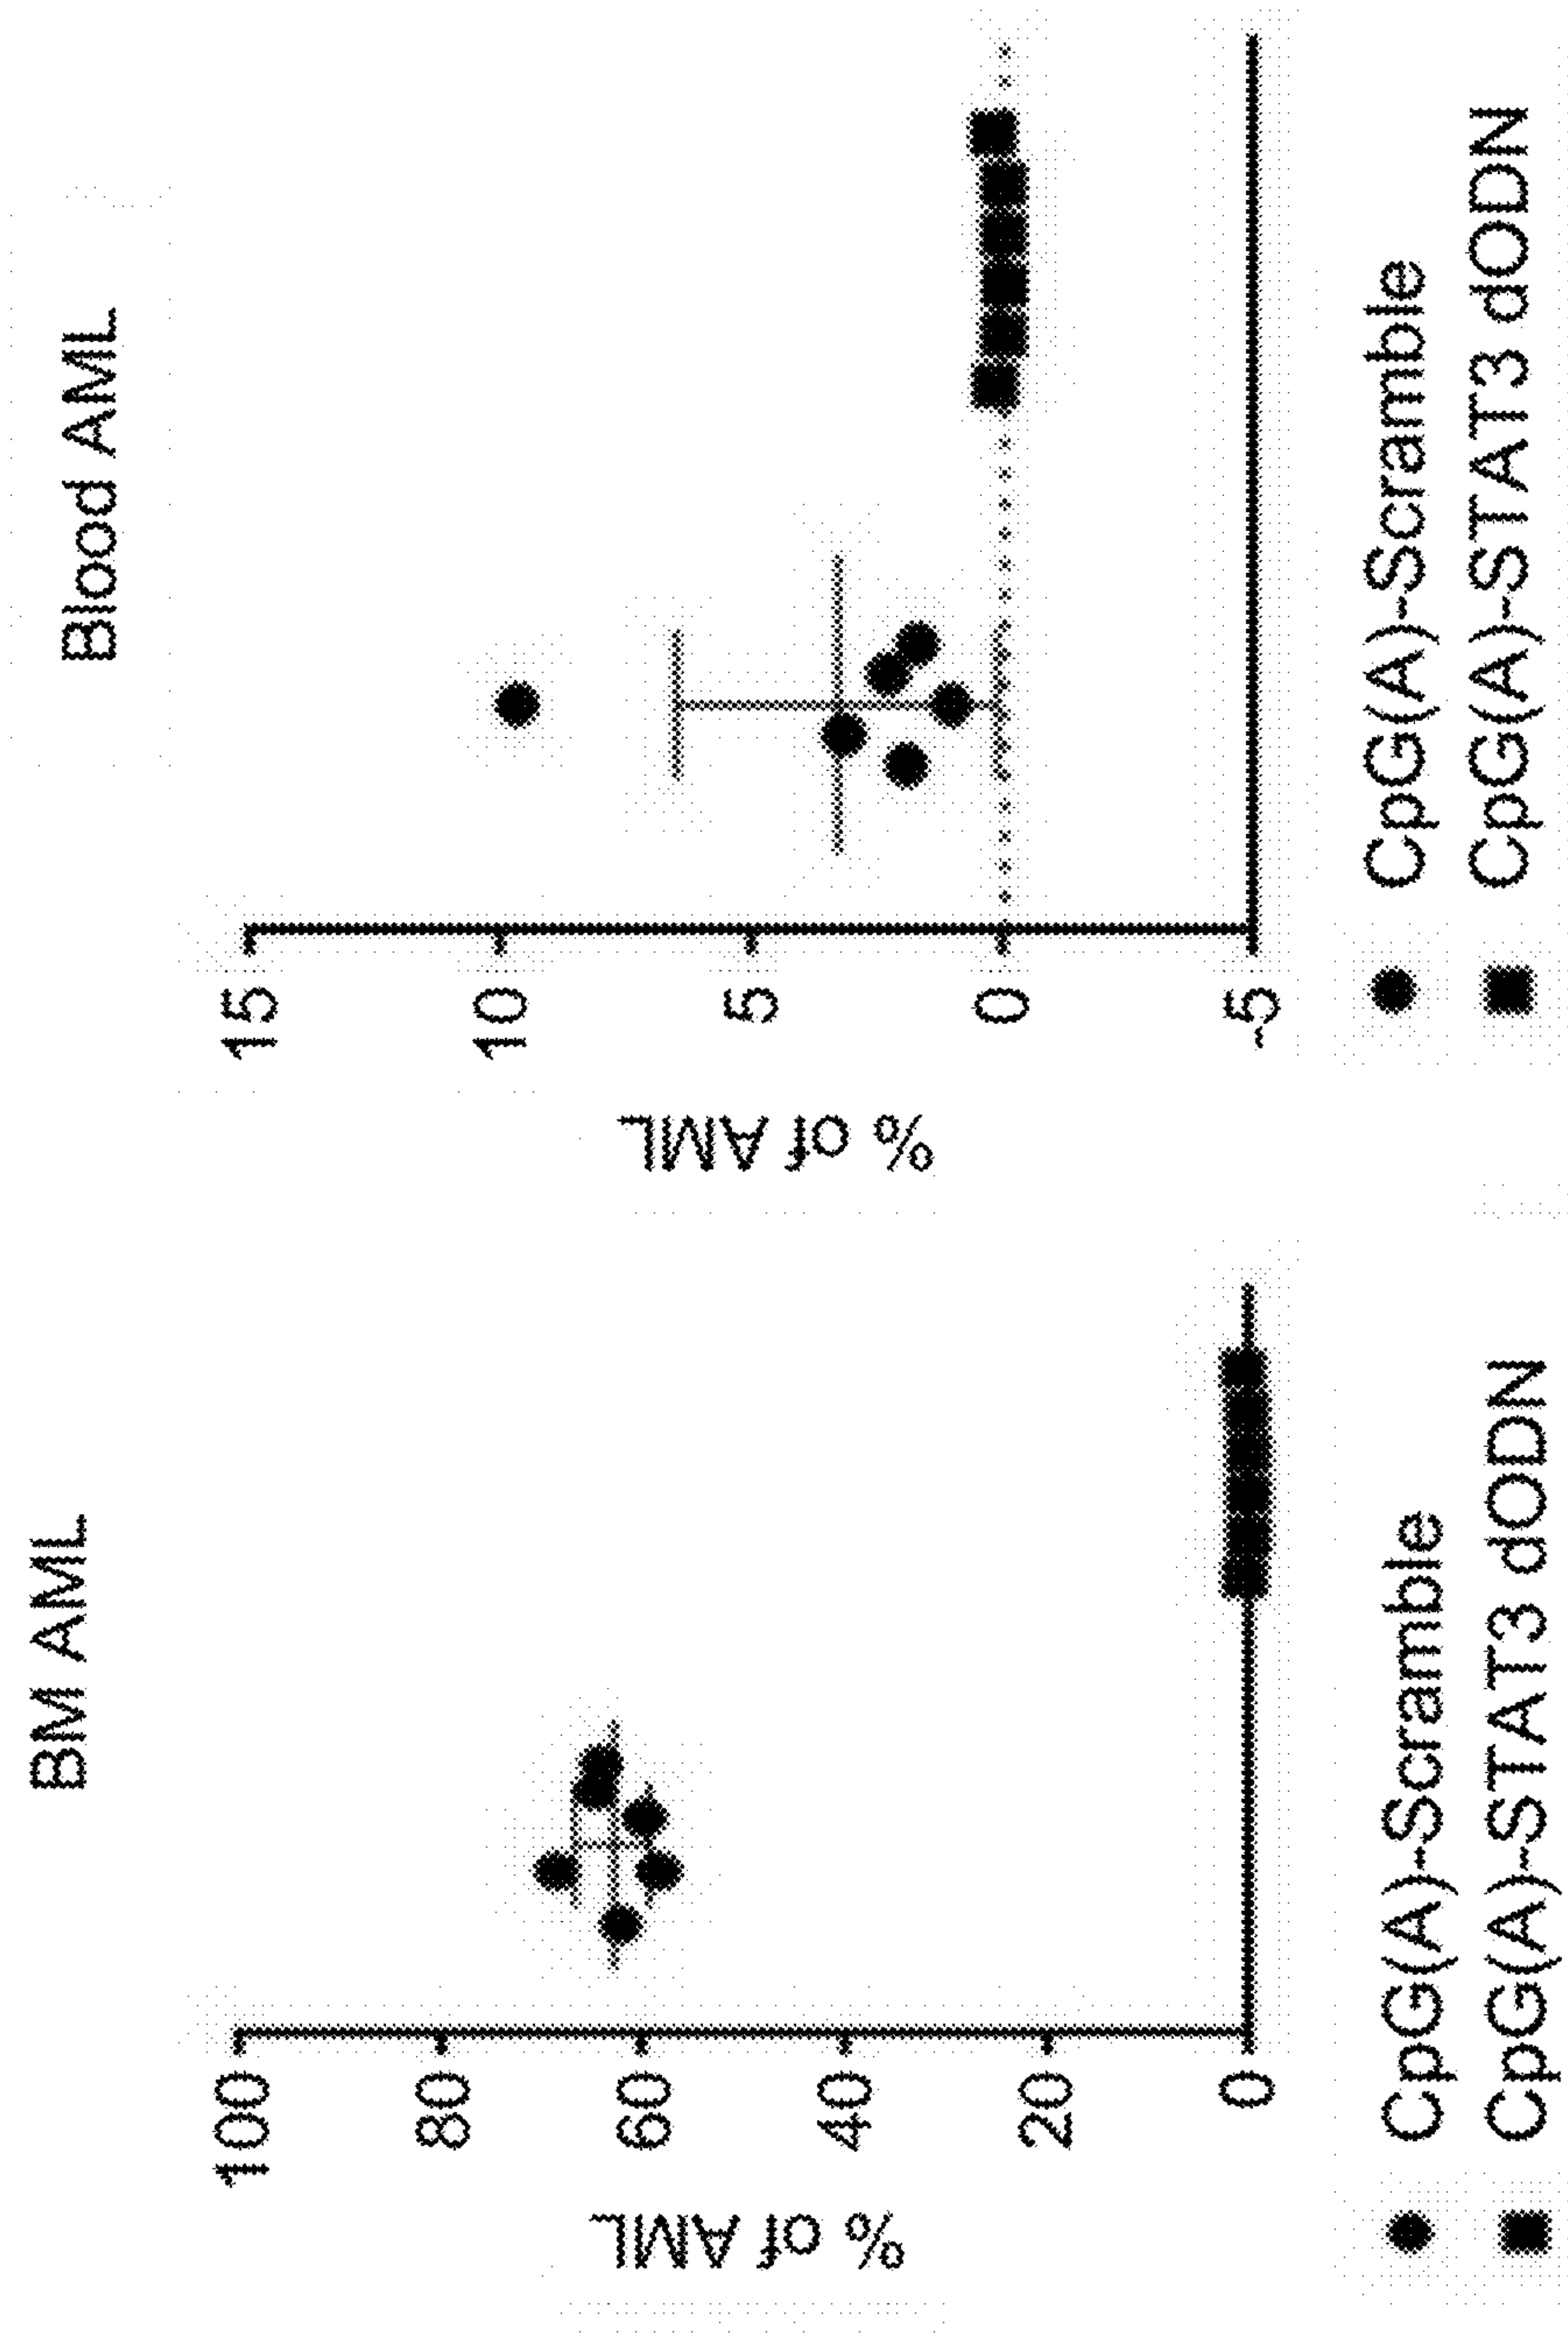 BM AML
% of AML
100
80
60
40
20
0
CpG(A)-Scramble
CpG(A)-STAT3 dODN
Blood AML
% of AML
15
10
5
0
-5
CpG(A)-Scramble
CpG(A)-STAT3 dODN